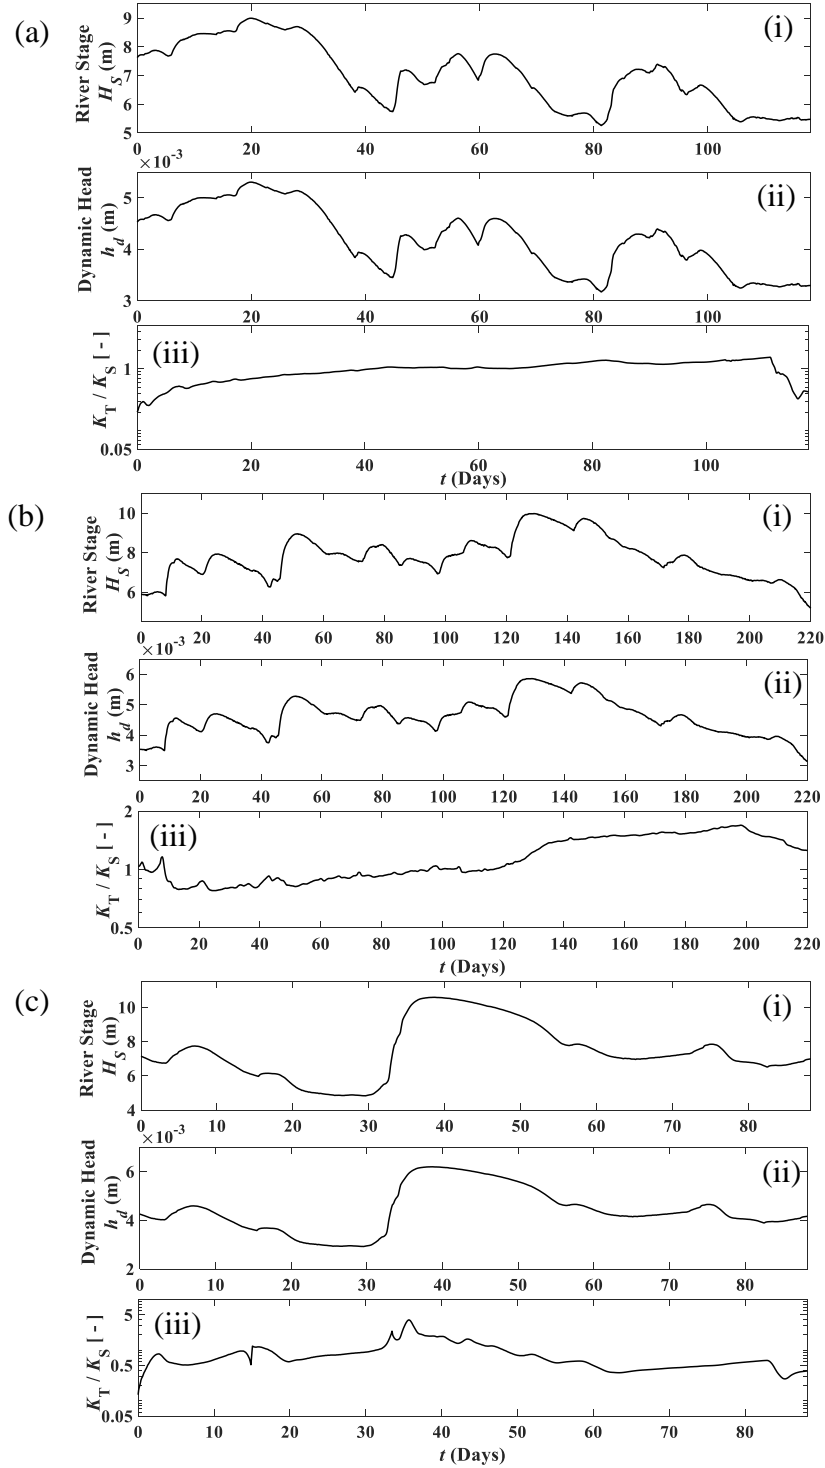 (a)
(i)
River Stage
H_S (m)
9
8
7
6
5
0 20 40 60 80 100
×10⁻³
(ii)
Dynamic Head
h_d (m)
5
4
3
0 20 40 60 80 100
(iii)
K_T / K_S [ - ]
1
0.05
0 20 40 60 80 100
t (Days)
(b)
(i)
River Stage
H_S (m)
10
8
6
0 20 40 60 80 100 120 140 160 180 200 220
×10⁻³
(ii)
Dynamic Head
h_d (m)
6
5
4
3
0 20 40 60 80 100 120 140 160 180 200 220
(iii)
K_T / K_S [ - ]
2
1
0.5
0 20 40 60 80 100 120 140 160 180 200 220
t (Days)
(c)
(i)
River Stage
H_S (m)
10
8
6
4
0 10 20 30 40 50 60 70 80
×10⁻³
(ii)
Dynamic Head
h_d (m)
6
4
2
0 10 20 30 40 50 60 70 80
(iii)
K_T / K_S [ - ]
5
0.5
0.05
0 10 20 30 40 50 60 70 80
t (Days)